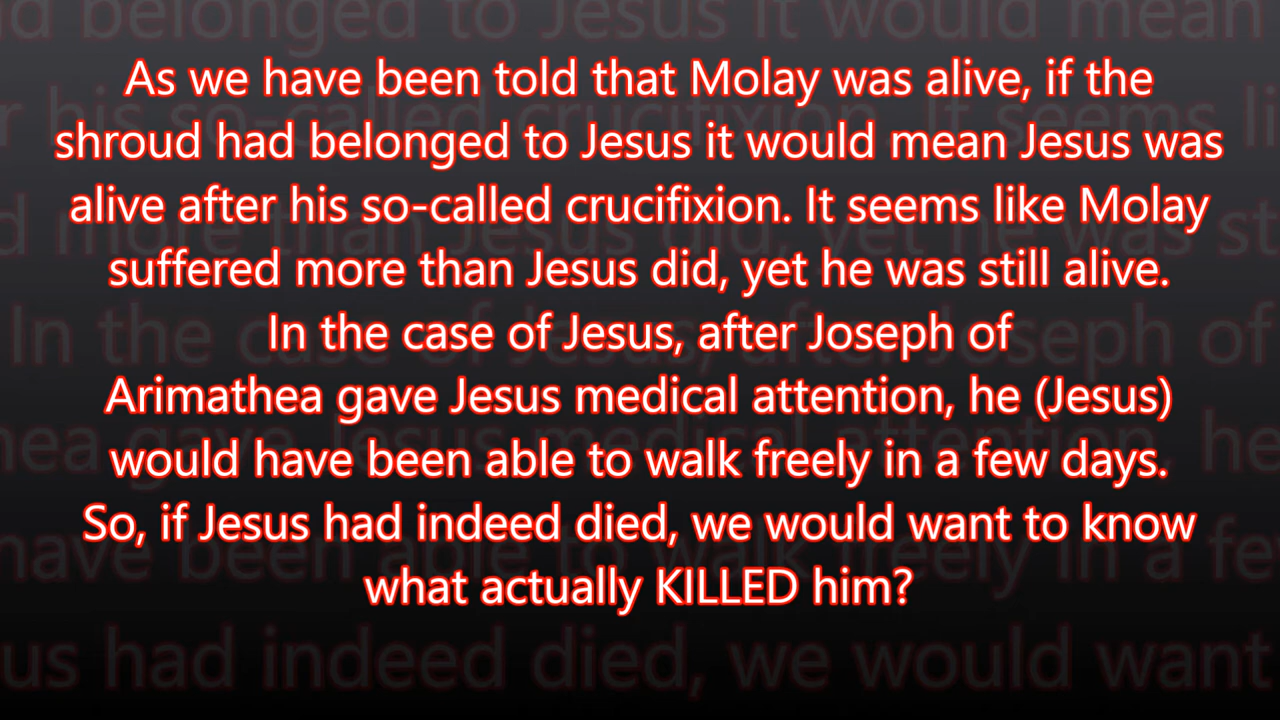 As we have been told that Molay was alive, if the
shroud had belonged to Jesus it would mean Jesus was
alive after his so-called crucifixion. It seems like Molay
suffered more than Jesus did, yet he was still alive.
In the case of Jesus, after Joseph of
Arimathea gave Jesus medical attention, he (Jesus)
would have been able to walk freely in a few days.
So, if Jesus had indeed died, we would want to know
what actually KILLED him?